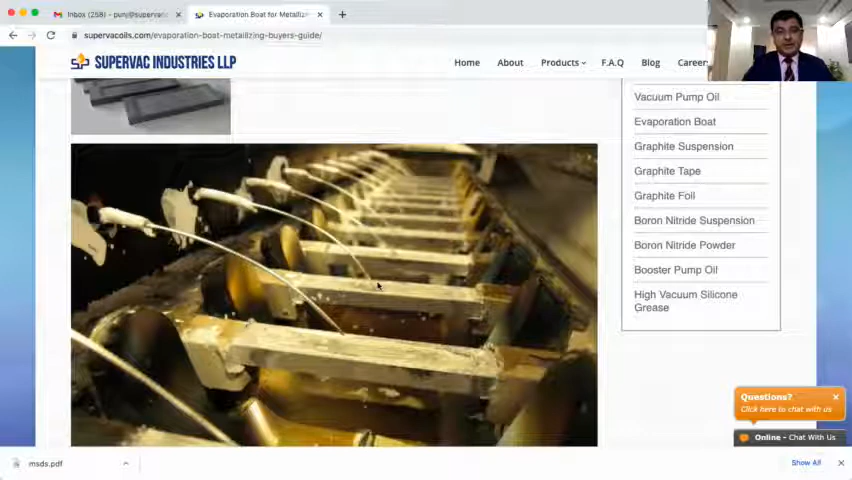 Inbox (258) - punj@supervac
Evaporation Boat for Metallizin
supervacoils.com/evaporation-boat-metallizing-buyers-guide/
SUPERVAC INDUSTRIES LLP
Home
About
Products
F.A.Q
Blog
Career
Vacuum Pump Oil
Evaporation Boat
Graphite Suspension
Graphite Tape
Graphite Foil
Boron Nitride Suspension
Boron Nitride Powder
Booster Pump Oil
High Vacuum Silicone
Grease
Questions?
Click here to chat with us
Online - Chat With Us
msds.pdf
Show All